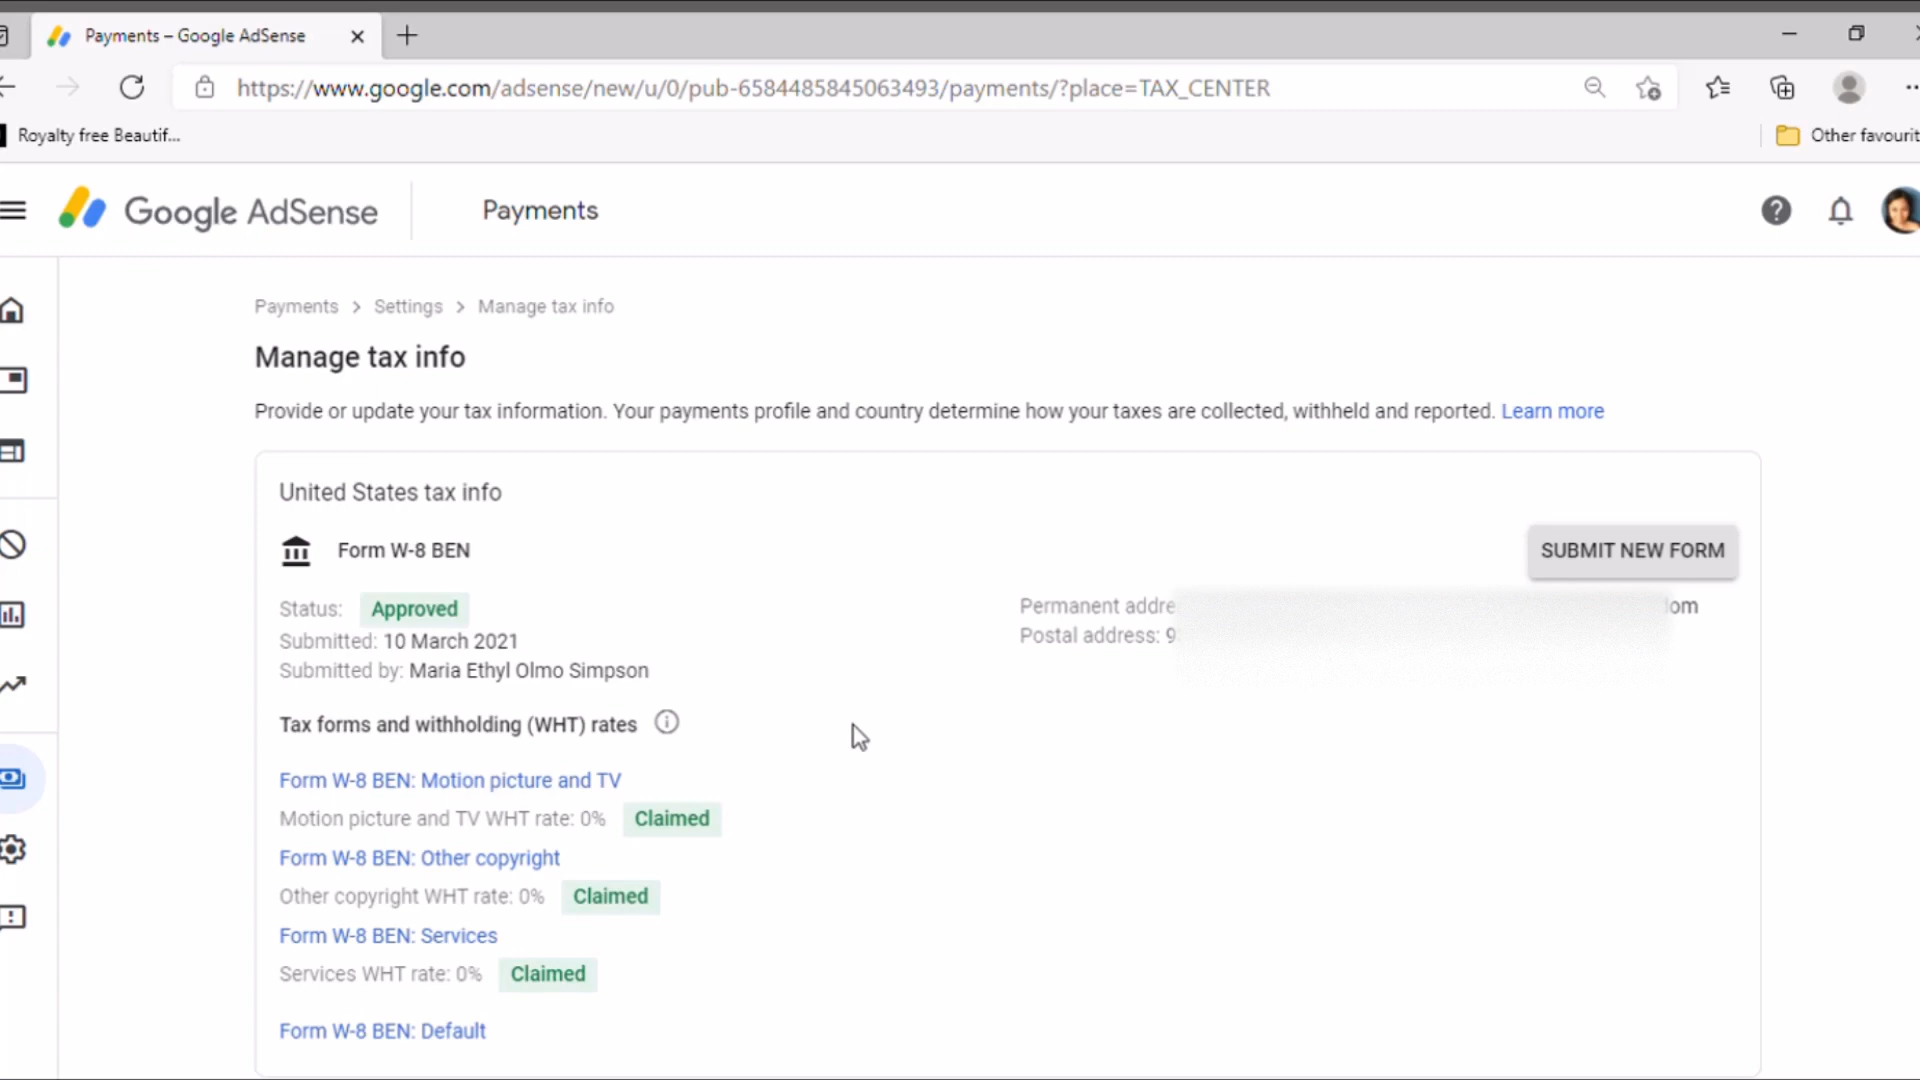 Payments – Google AdSense
https://www.google.com/adsense/new/u/0/pub-6584485845063493/payments/?place=TAX_CENTER
Royalty free Beautif...
Other favourit
Google AdSense
Payments
Payments > Settings > Manage tax info
Manage tax info
Provide or update your tax information. Your payments profile and country determine how your taxes are collected, withheld and reported. Learn more
United States tax info
Form W-8 BEN
SUBMIT NEW FORM
Status: Approved
Submitted: 10 March 2021
Submitted by: Maria Ethyl Olmo Simpson
Permanent addre
om
Postal address: 9
Tax forms and withholding (WHT) rates
Form W-8 BEN: Motion picture and TV
Motion picture and TV WHT rate: 0% Claimed
Form W-8 BEN: Other copyright
Other copyright WHT rate: 0% Claimed
Form W-8 BEN: Services
Services WHT rate: 0% Claimed
Form W-8 BEN: Default